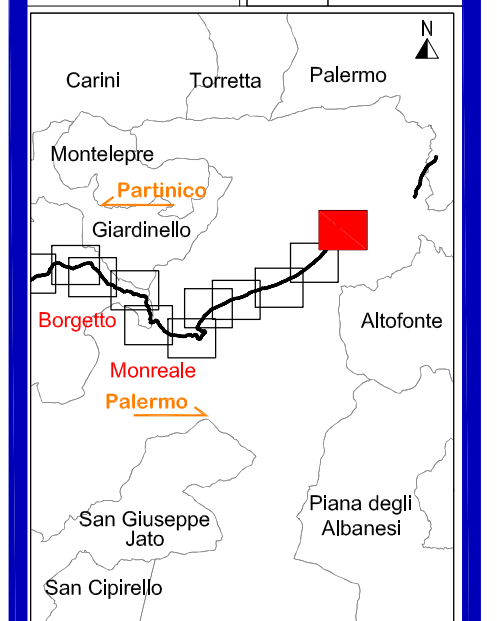 N
Carini
Torretta
Palermo
Montelepre
Partinico
Giardinello
Borgetto
Altofonte
Monreale
Palermo
San Giuseppe
Jato
Piana degli
Albanesi
San Cipirello